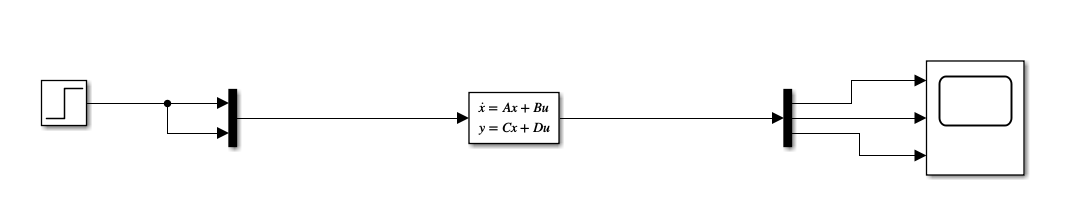 ẋ = Ax + Bu
y = Cx + Du